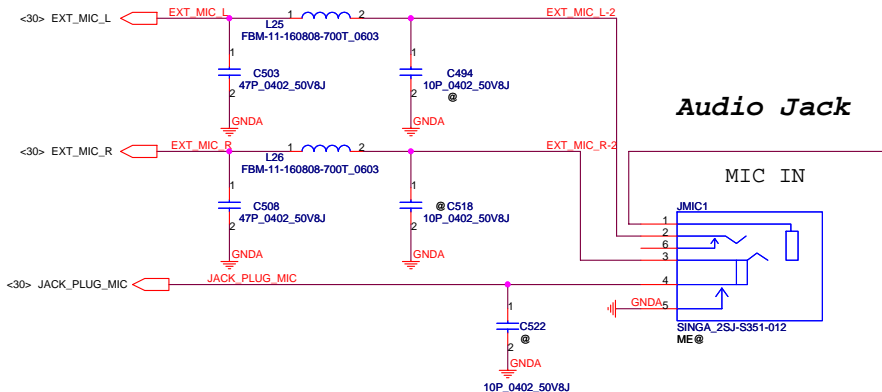 <30> EXT_MIC_L
EXT_MIC_L
1
L25
2
FBM-11-160808-700T_0603
EXT_MIC_L-2
1
C503
47P_0402_50V8J
2
GNDA
1
C494
10P_0402_50V8J
@
2
GNDA
Audio Jack
<30> EXT_MIC_R
EXT_MIC_R
1
L26
2
FBM-11-160808-700T_0603
EXT_MIC_R-2
MIC IN
1
C508
47P_0402_50V8J
2
GNDA
1
@ C518
10P_0402_50V8J
2
GNDA
JMIC1
1
2
6
3
4
5
GNDA
SINGA_2SJ-S351-012
ME@
<30> JACK_PLUG_MIC
JACK_PLUG_MIC
1
C522
@
2
GNDA
10P_0402_50V8J